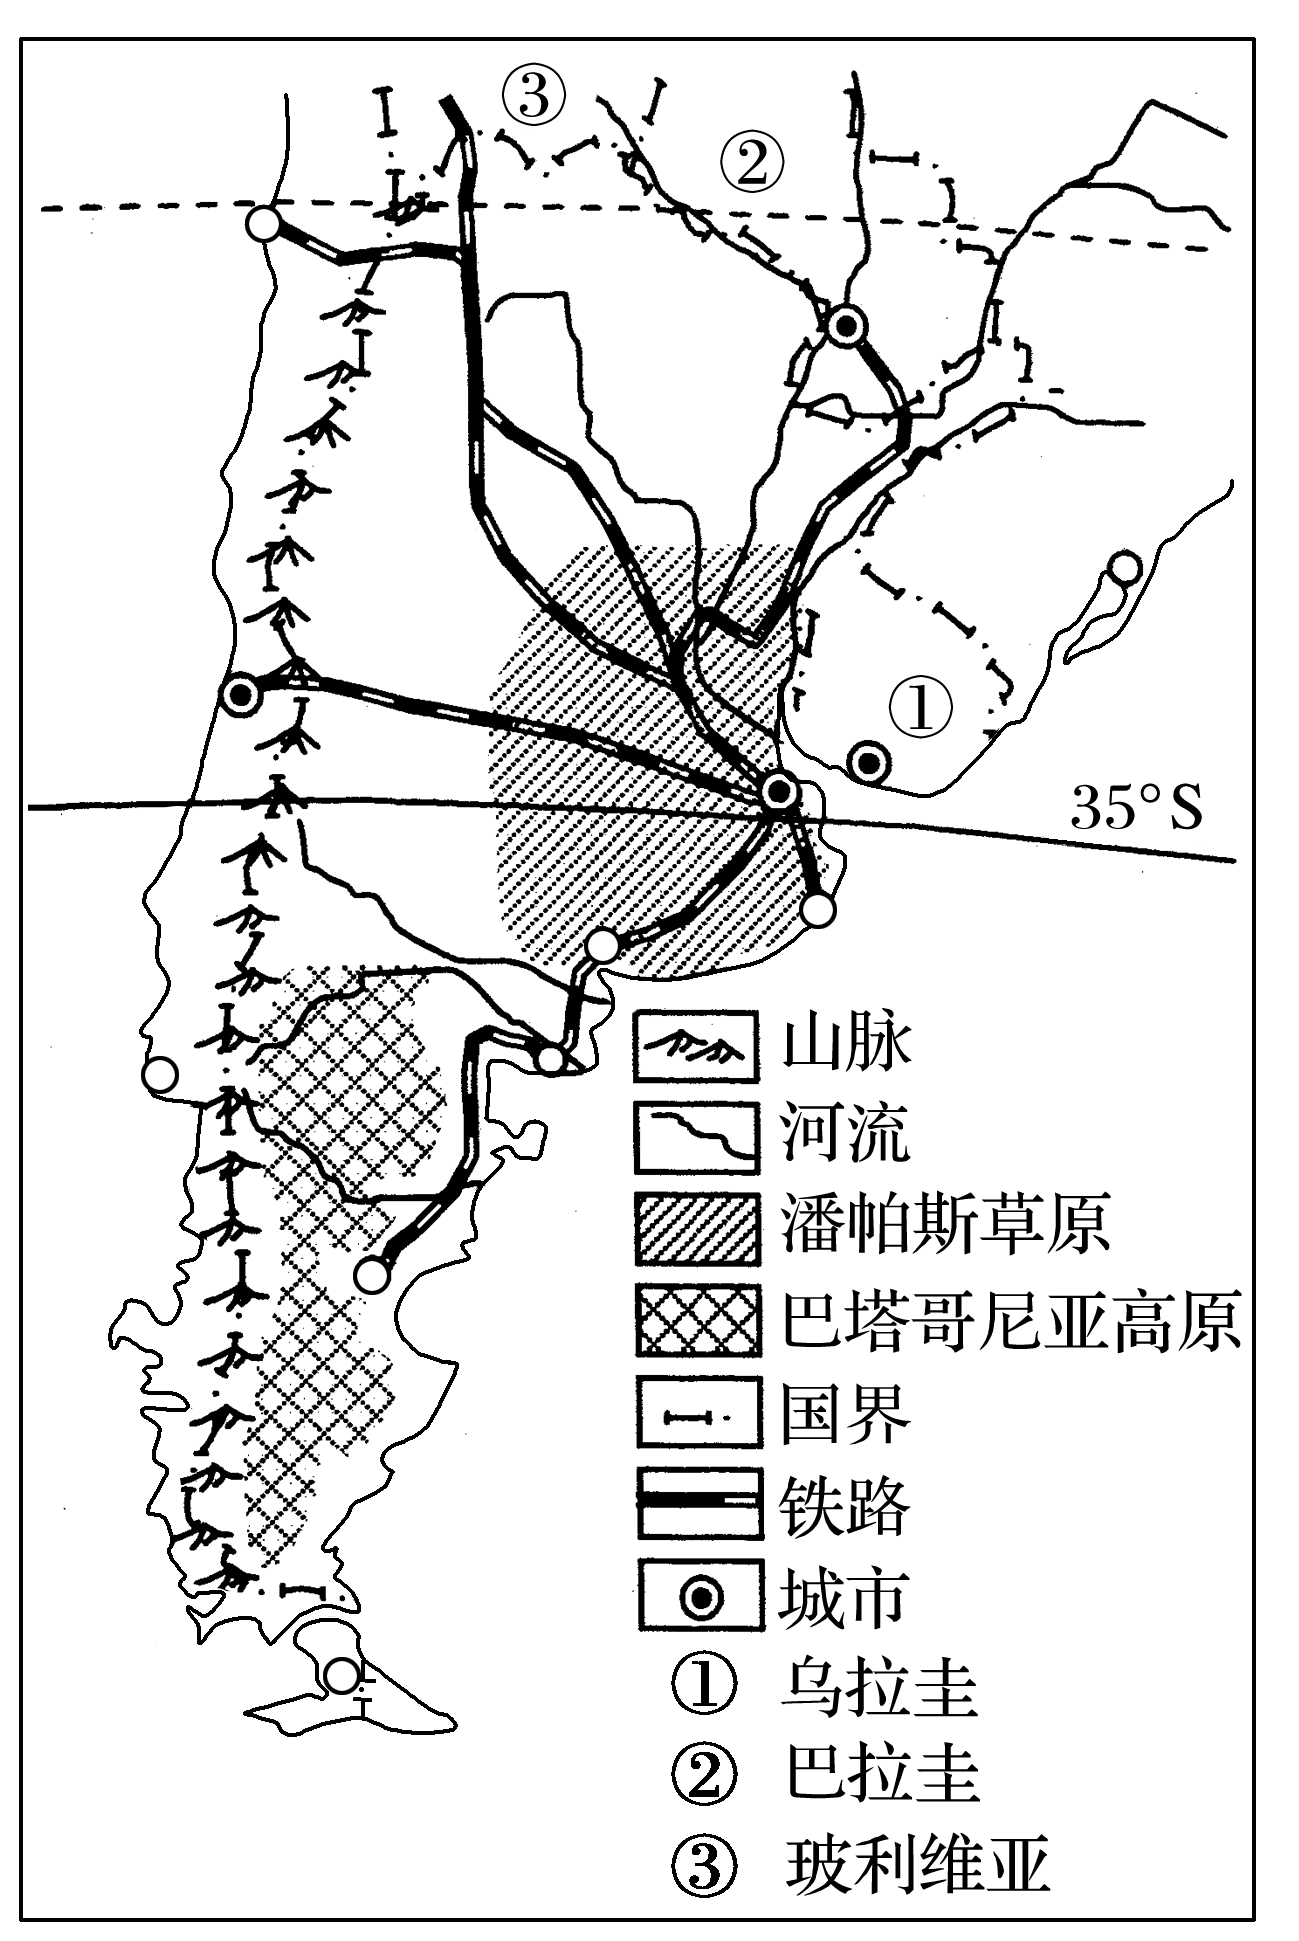 ③
②
①
35°S
山脉
河流
潘帕斯草原
巴塔哥尼亚高原
国界
铁路
城市
① 乌拉圭
② 巴拉圭
③ 玻利维亚